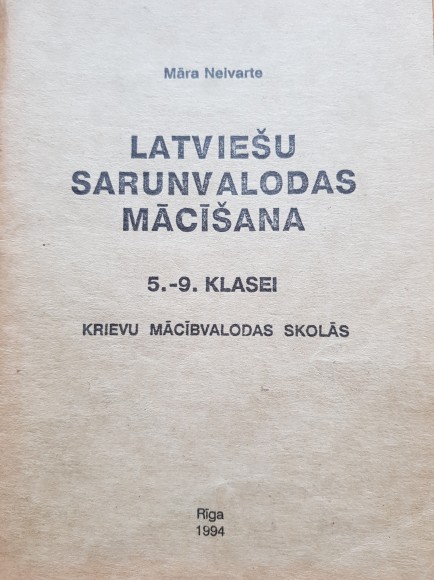 Māra Neivarte
LATVIEŠU
SARUNVALODAS
MĀCĪŠANA
5.-9. KLASEI
KRIEVU MĀCĪBVALODAS SKOLĀS
Rīga
1994